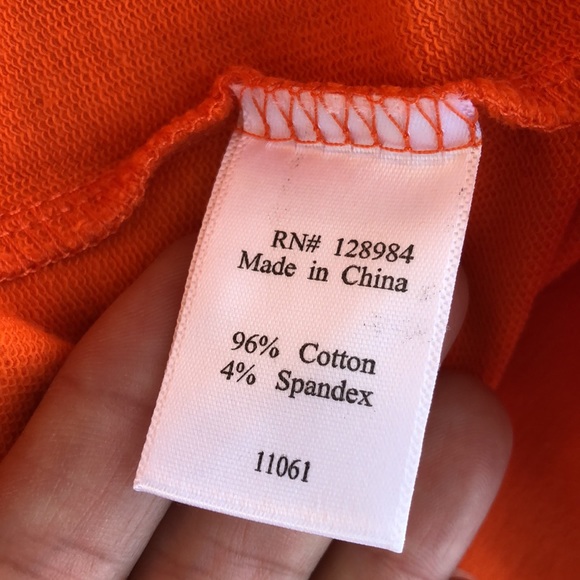 RN# 128984
Made in China
96% Cotton
4% Spandex
11061